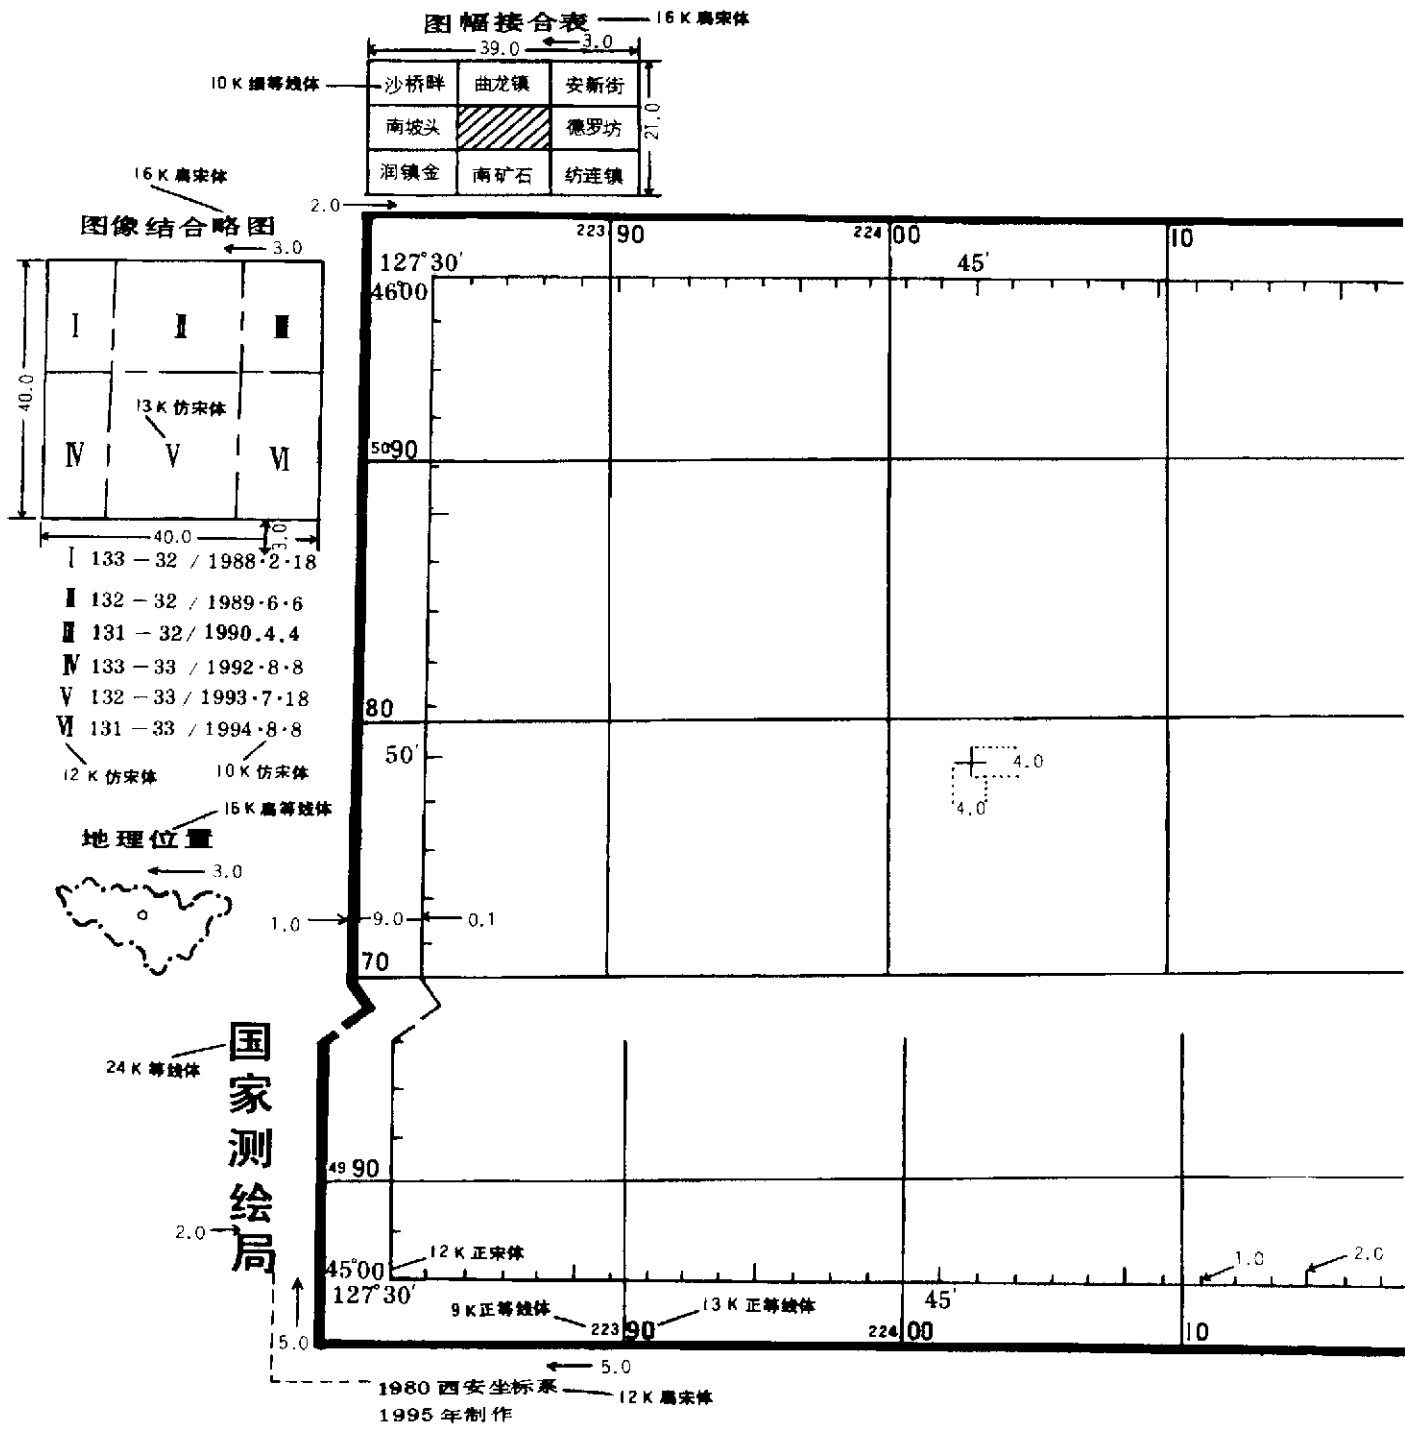 图幅接合表
16K扁宋体
39.0
3.0
10K细等线体
沙桥畔 曲龙镇 安新街
南坡头 德罗坊
润镇金 南矿石 纺连镇
21.0
2.0
16K扁宋体
图像结合略图
3.0
Ⅰ Ⅱ Ⅲ
40.0
13K仿宋体
Ⅳ Ⅴ Ⅵ
40.0
3.0
Ⅰ 133-32/1988·2·18
Ⅱ 132-32/1989·6·6
Ⅲ 131-32/1990.4.4
Ⅳ 133-33/1992·8·8
Ⅴ 132-33/1993·7·18
Ⅵ 131-33/1994·8·8
12K仿宋体
10K仿宋体
16K扁等线体
地理位置
3.0
24K等线体
国家测绘局
2.0
5.0
223 90
224 00
10
127°30′
45′
46°00
50 90
80
50′
4.0
4.0
1.0
9.0
0.1
70
49 90
12K正宋体
1.0
2.0
45°00
127°30′
45′
9K正等线体
13K正等线体
223 90
224 00
10
5.0
1980西安坐标系
12K扁宋体
1995年制作